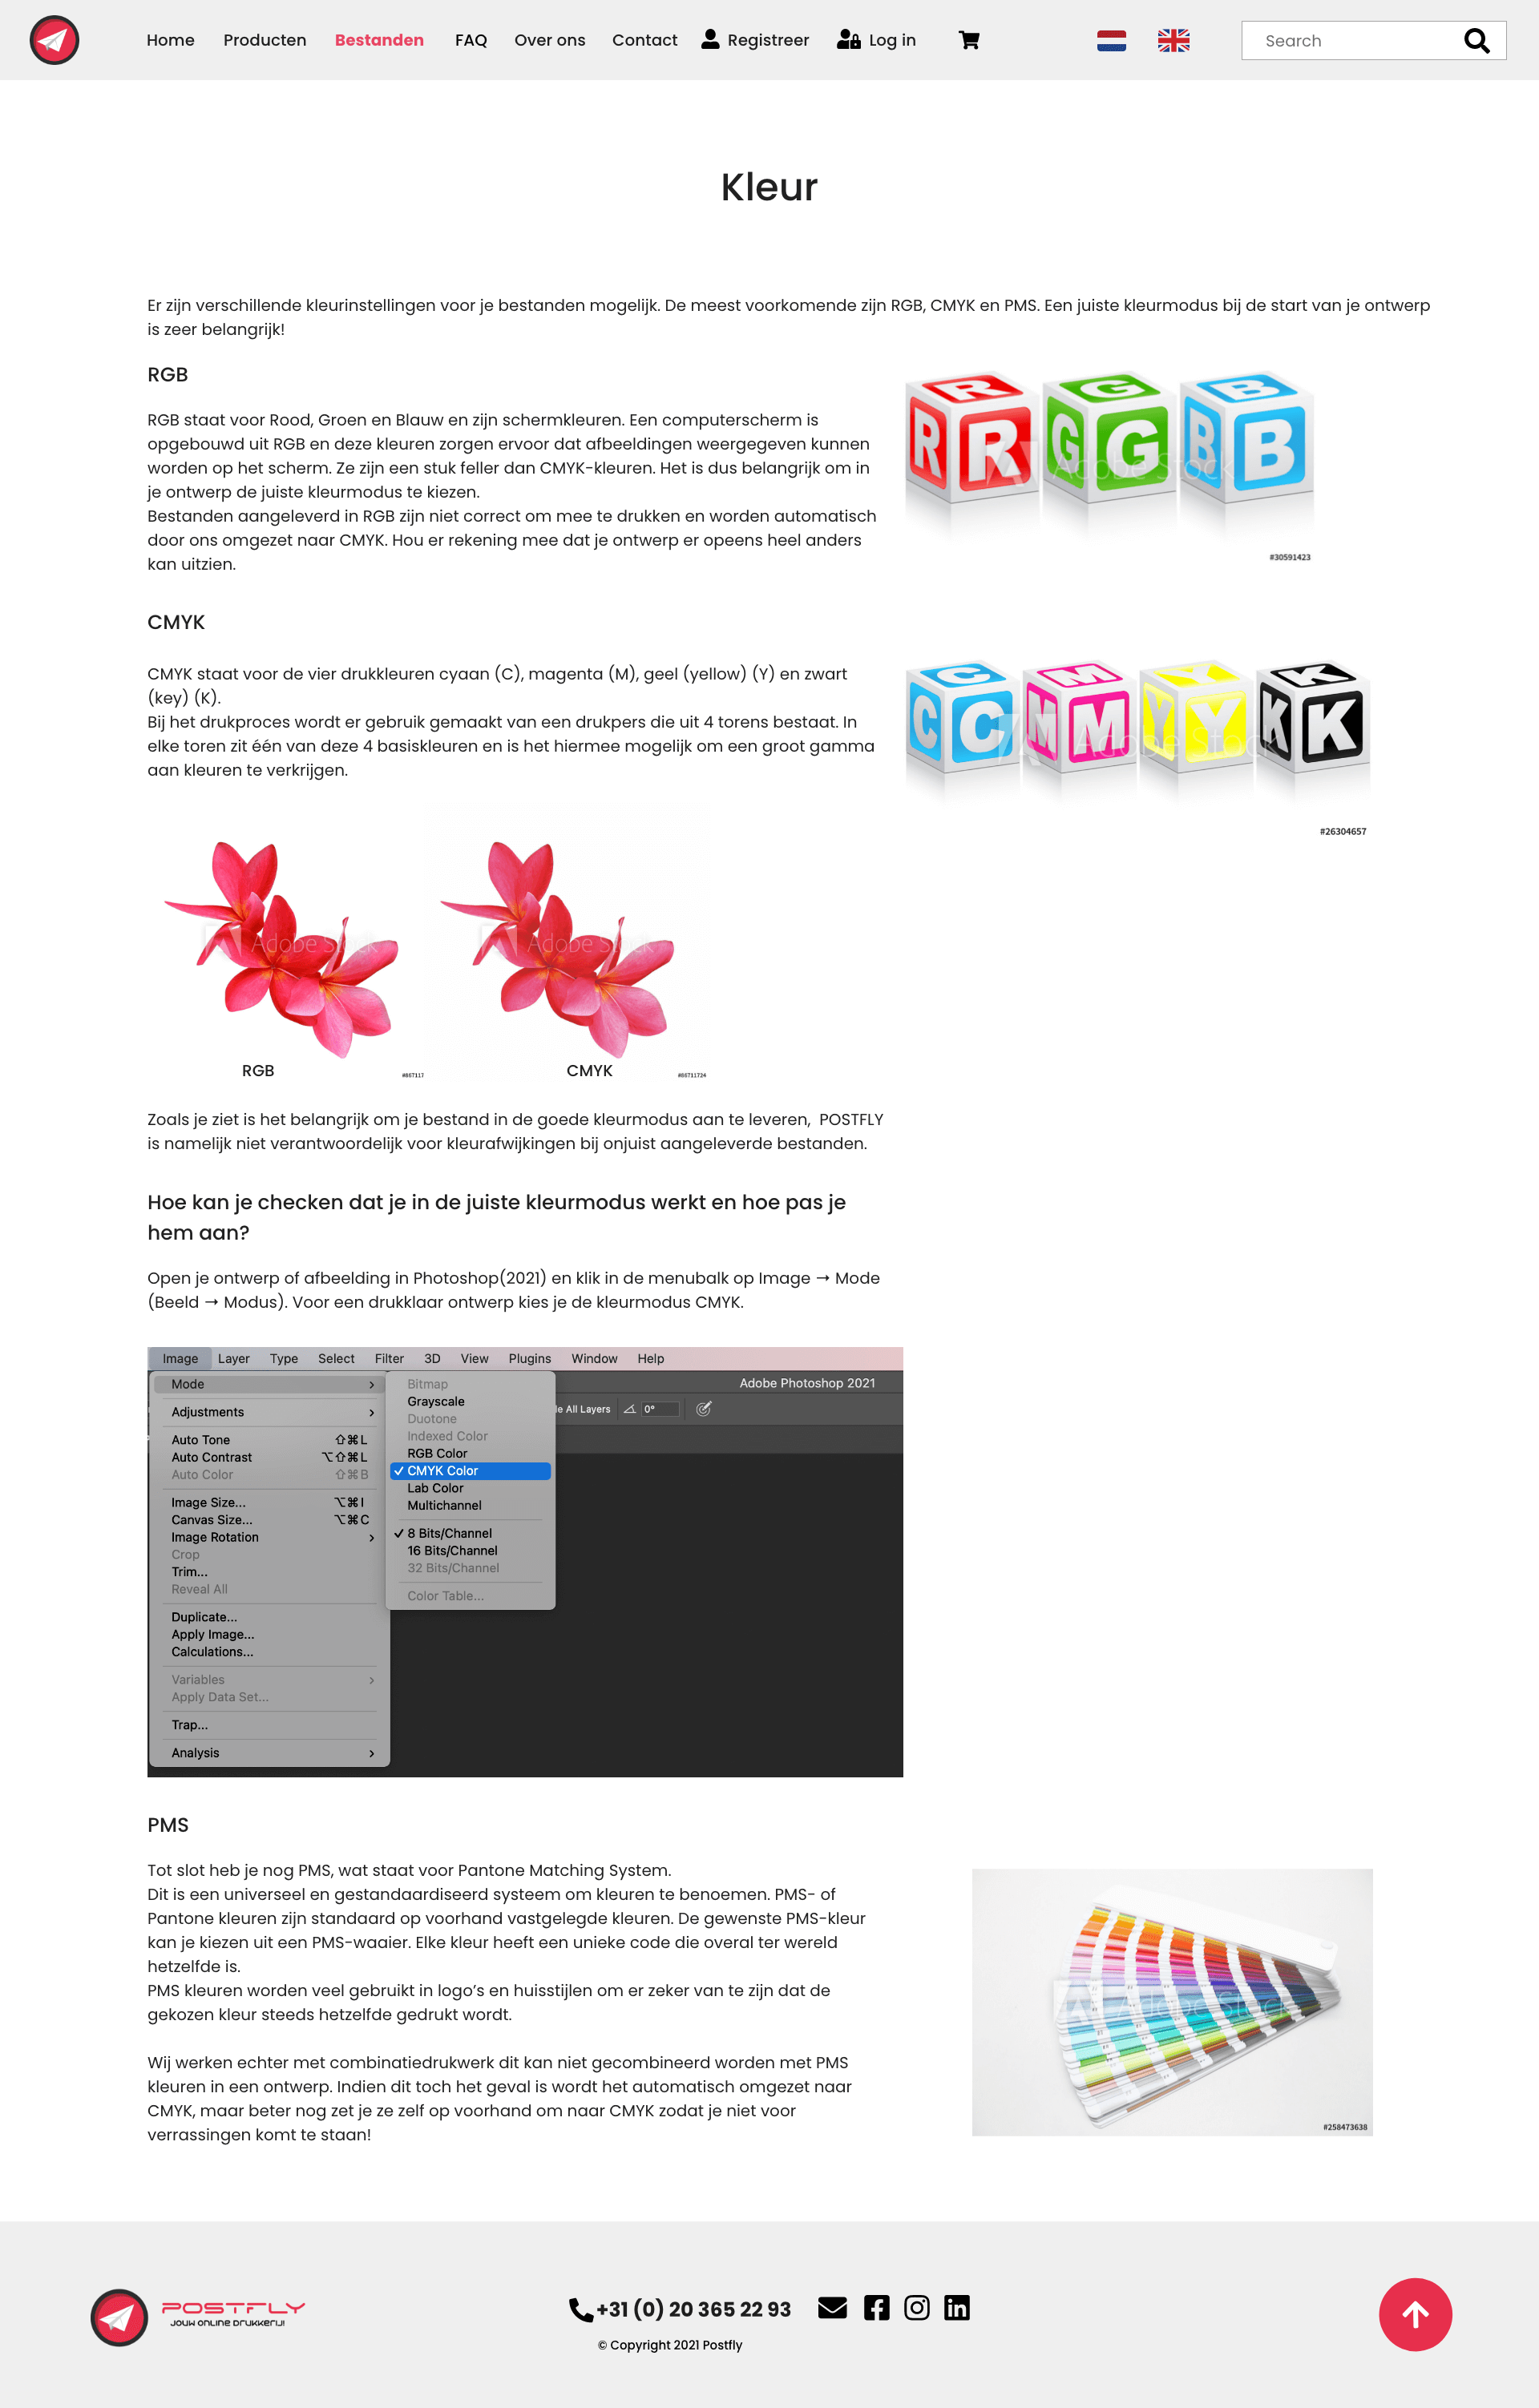 Home Producten Bestanden FAQ Over ons Contact Registreer Log in Search
Kleur
Er zijn verschillende kleurinstellingen voor je bestanden mogelijk. De meest voorkomende zijn RGB, CMYK en PMS. Een juiste kleurmodus bij de start van je ontwerp
is zeer belangrijk!
RGB
RGB staat voor Rood, Groen en Blauw en zijn schermkleuren. Een computerscherm is
opgebouwd uit RGB en deze kleuren zorgen ervoor dat afbeeldingen weergegeven kunnen
worden op het scherm. Ze zijn een stuk feller dan CMYK-kleuren. Het is dus belangrijk om in
je ontwerp de juiste kleurmodus te kiezen.
Bestanden aangeleverd in RGB zijn niet correct om mee te drukken en worden automatisch
door ons omgezet naar CMYK. Hou er rekening mee dat je ontwerp er opeens heel anders
kan uitzien.
R G B
R R G G B B
Adobe Stock
#30591423
CMYK
CMYK staat voor de vier drukkleuren cyaan (C), magenta (M), geel (yellow) (Y) en zwart
(key) (K).
Bij het drukproces wordt er gebruik gemaakt van een drukpers die uit 4 torens bestaat. In
elke toren zit één van deze 4 basiskleuren en is het hiermee mogelijk om een groot gamma
aan kleuren te verkrijgen.
C M Y K
C C M M Y Y K K
Adobe Stock
#26304657
Adobe Stock Adobe Stock
RGB #867117 CMYK #86711724
Zoals je ziet is het belangrijk om je bestand in de goede kleurmodus aan te leveren, POSTFLY
is namelijk niet verantwoordelijk voor kleurafwijkingen bij onjuist aangeleverde bestanden.
Hoe kan je checken dat je in de juiste kleurmodus werkt en hoe pas je
hem aan?
Open je ontwerp of afbeelding in Photoshop(2021) en klik in de menubalk op Image → Mode
(Beeld → Modus). Voor een drukklaar ontwerp kies je de kleurmodus CMYK.
Image Layer Type Select Filter 3D View Plugins Window Help
Adobe Photoshop 2021
le All Layers 0°
Mode
Adjustments
Auto Tone ⇧⌘L
Auto Contrast ⌥⇧⌘L
Auto Color ⇧⌘B
Image Size... ⌥⌘I
Canvas Size... ⌥⌘C
Image Rotation
Crop
Trim...
Reveal All
Duplicate...
Apply Image...
Calculations...
Variables
Apply Data Set...
Trap...
Analysis
Bitmap
Grayscale
Duotone
Indexed Color
RGB Color
✓ CMYK Color
Lab Color
Multichannel
✓ 8 Bits/Channel
16 Bits/Channel
32 Bits/Channel
Color Table...
PMS
Tot slot heb je nog PMS, wat staat voor Pantone Matching System.
Dit is een universeel en gestandaardiseerd systeem om kleuren te benoemen. PMS- of
Pantone kleuren zijn standaard op voorhand vastgelegde kleuren. De gewenste PMS-kleur
kan je kiezen uit een PMS-waaier. Elke kleur heeft een unieke code die overal ter wereld
hetzelfde is.
PMS kleuren worden veel gebruikt in logo’s en huisstijlen om er zeker van te zijn dat de
gekozen kleur steeds hetzelfde gedrukt wordt.
Wij werken echter met combinatiedrukwerk dit kan niet gecombineerd worden met PMS
kleuren in een ontwerp. Indien dit toch het geval is wordt het automatisch omgezet naar
CMYK, maar beter nog zet je ze zelf op voorhand om naar CMYK zodat je niet voor
verrassingen komt te staan!
Adobe Stock
#258473638
POSTFLY
JOUW ONLINE DRUKKERIJ!
+31 (0) 20 365 22 93
© Copyright 2021 Postfly